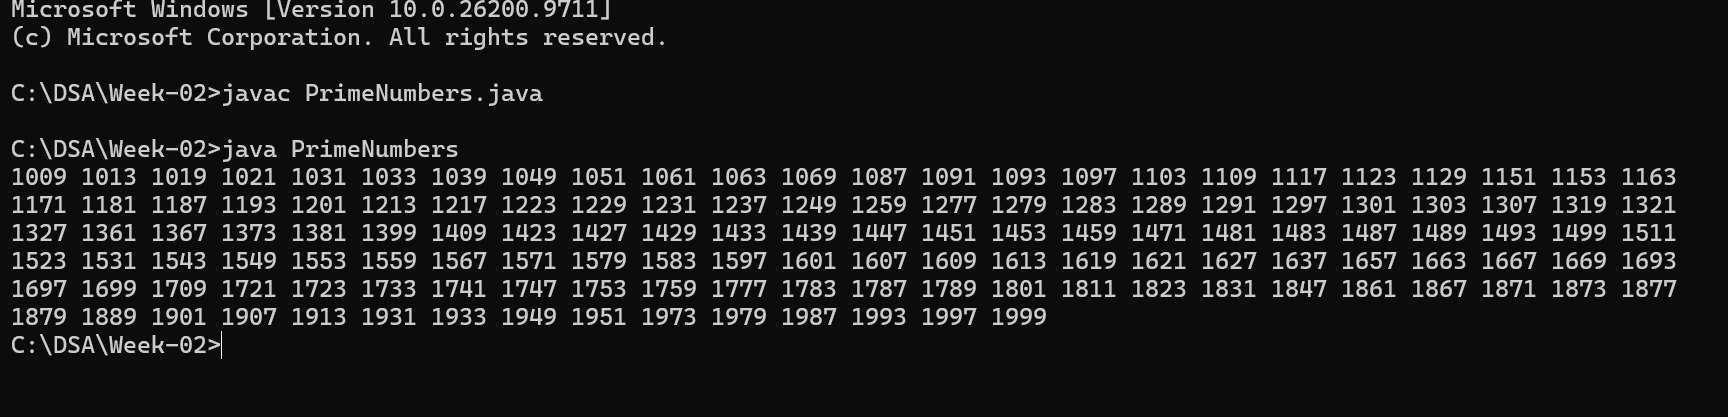 Microsoft Windows [Version 10.0.26200.9711]
(c) Microsoft Corporation. All rights reserved.
C:\DSA\Week-02>javac PrimeNumbers.java
C:\DSA\Week-02>java PrimeNumbers
1009 1013 1019 1021 1031 1033 1039 1049 1051 1061 1063 1069 1087 1091 1093 1097 1103 1109 1117 1123 1129 1151 1153 1163
1171 1181 1187 1193 1201 1213 1217 1223 1229 1231 1237 1249 1259 1277 1279 1283 1289 1291 1297 1301 1303 1307 1319 1321
1327 1361 1367 1373 1381 1399 1409 1423 1427 1429 1433 1439 1447 1451 1453 1459 1471 1481 1483 1487 1489 1493 1499 1511
1523 1531 1543 1549 1553 1559 1567 1571 1579 1583 1597 1601 1607 1609 1613 1619 1621 1627 1637 1657 1663 1667 1669 1693
1697 1699 1709 1721 1723 1733 1741 1747 1753 1759 1777 1783 1787 1789 1801 1811 1823 1831 1847 1861 1867 1871 1873 1877
1879 1889 1901 1907 1913 1931 1933 1949 1951 1973 1979 1987 1993 1997 1999
C:\DSA\Week-02>